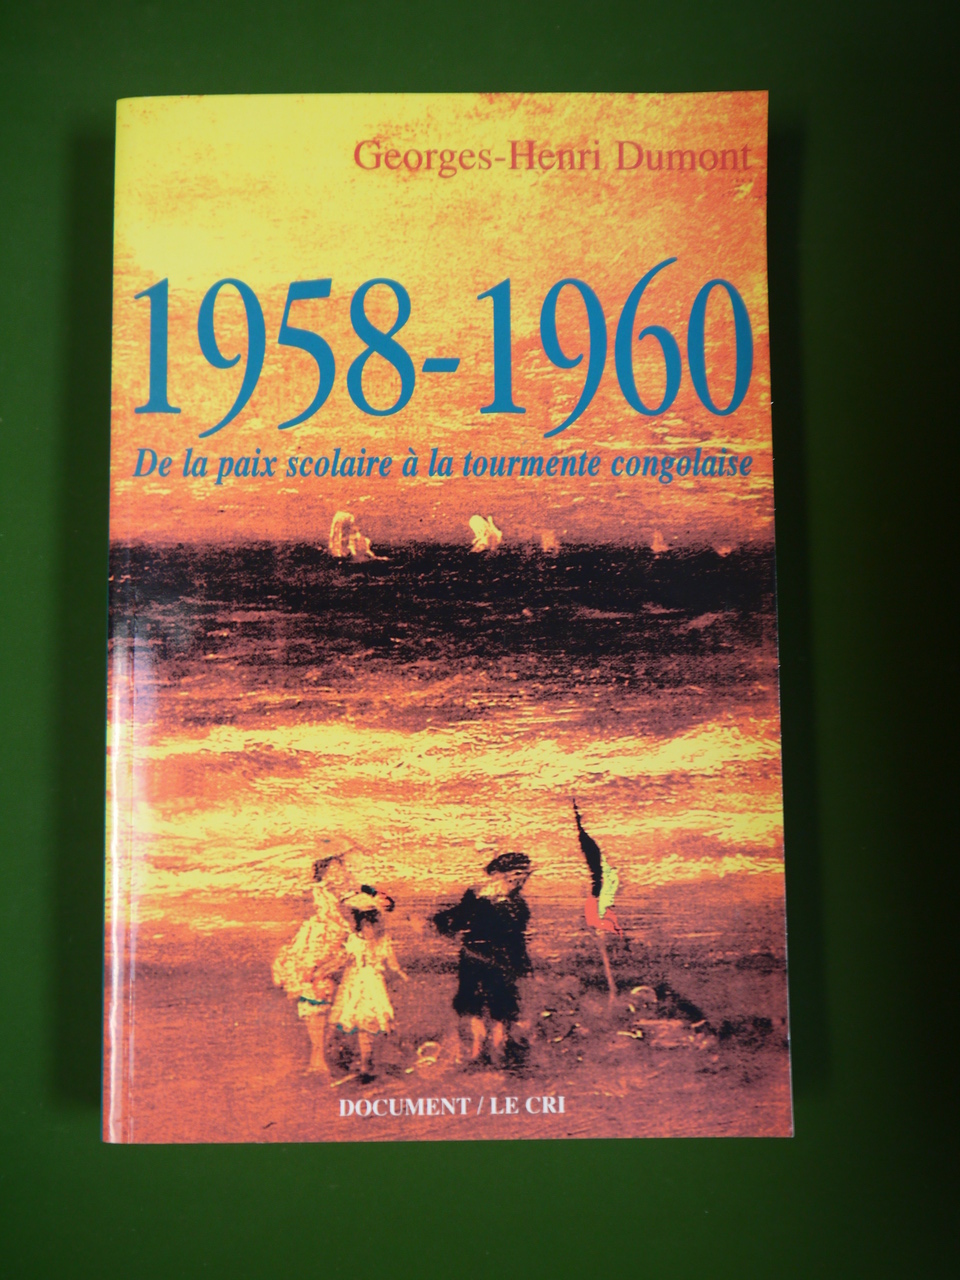 Georges-Henri Dumont
1958-1960
De la paix scolaire à la tourmente congolaise
DOCUMENT / LE CRI